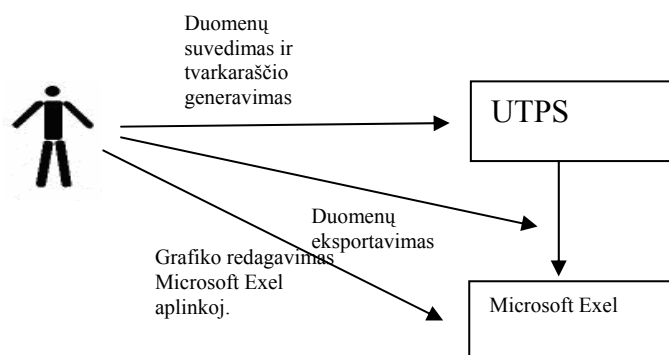 Duomenų
suvedimas ir
tvarkaraščio
generavimas
UTPS
Duomenų
eksportavimas
Grafiko redagavimas
Microsoft Exel
aplinkoj.
Microsoft Exel